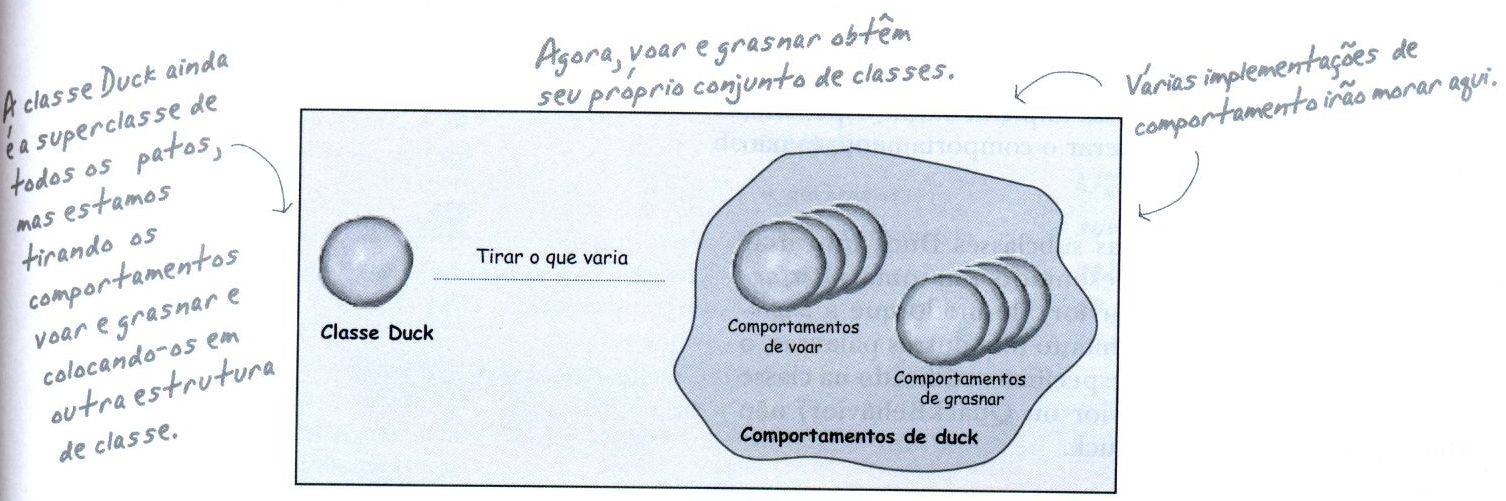 A classe Duck ainda
é a superclasse de
todos os patos,
mas estamos
tirando os
comportamentos
voar e grasnar e
colocando-os em
outra estrutura
de classe.
Agora, voar e grasnar obtêm
seu próprio conjunto de classes.
Várias implementações de
comportamento irão morar aqui.
Tirar o que varia
Classe Duck
Comportamentos
de voar
Comportamentos
de grasnar
Comportamentos de duck